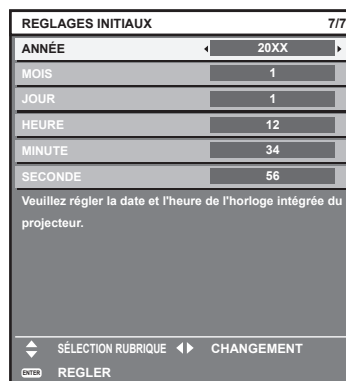 REGLAGES INITIAUX 7/7
ANNÉE 20XX
MOIS 1
JOUR 1
HEURE 12
MINUTE 34
SECONDE 56
Veuillez régler la date et l'heure de l'horloge intégrée du
projecteur.
SÉLECTION RUBRIQUE CHANGEMENT
ENTER REGLER